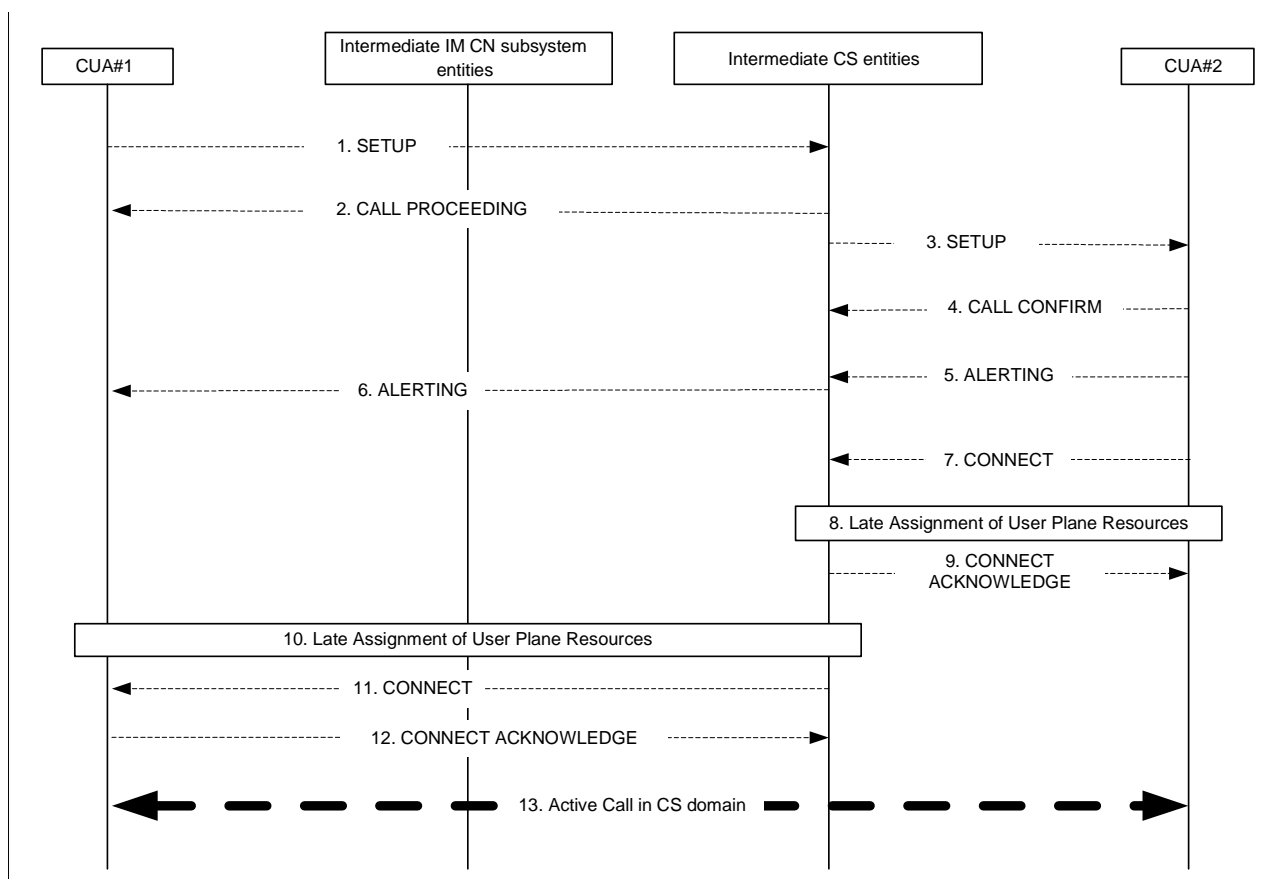 CUA#1
Intermediate IM CN subsystem
entities
Intermediate CS entities
CUA#2
1. SETUP
2. CALL PROCEEDING
3. SETUP
4. CALL CONFIRM
5. ALERTING
6. ALERTING
7. CONNECT
8. Late Assignment of User Plane Resources
9. CONNECT
ACKNOWLEDGE
10. Late Assignment of User Plane Resources
11. CONNECT
12. CONNECT ACKNOWLEDGE
13. Active Call in CS domain